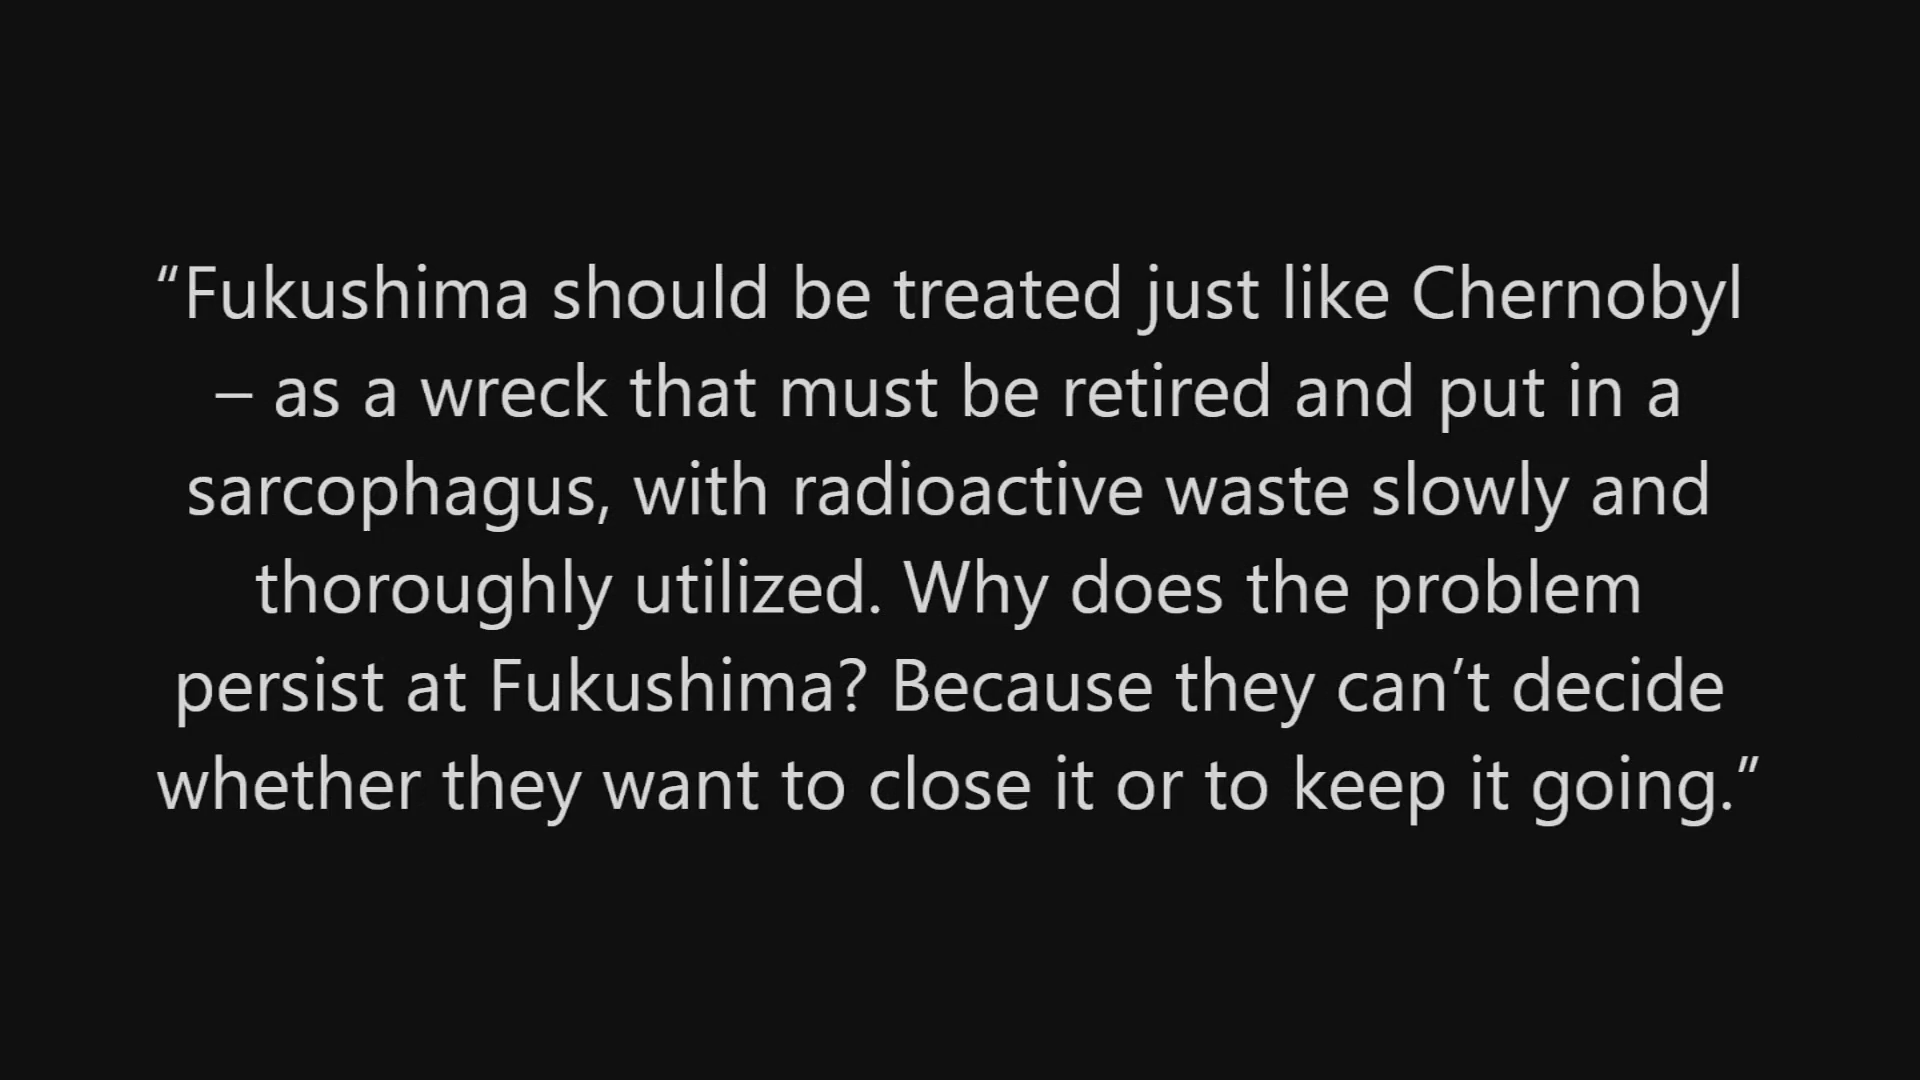 “Fukushima should be treated just like Chernobyl
– as a wreck that must be retired and put in a
sarcophagus, with radioactive waste slowly and
thoroughly utilized. Why does the problem
persist at Fukushima? Because they can’t decide
whether they want to close it or to keep it going.”